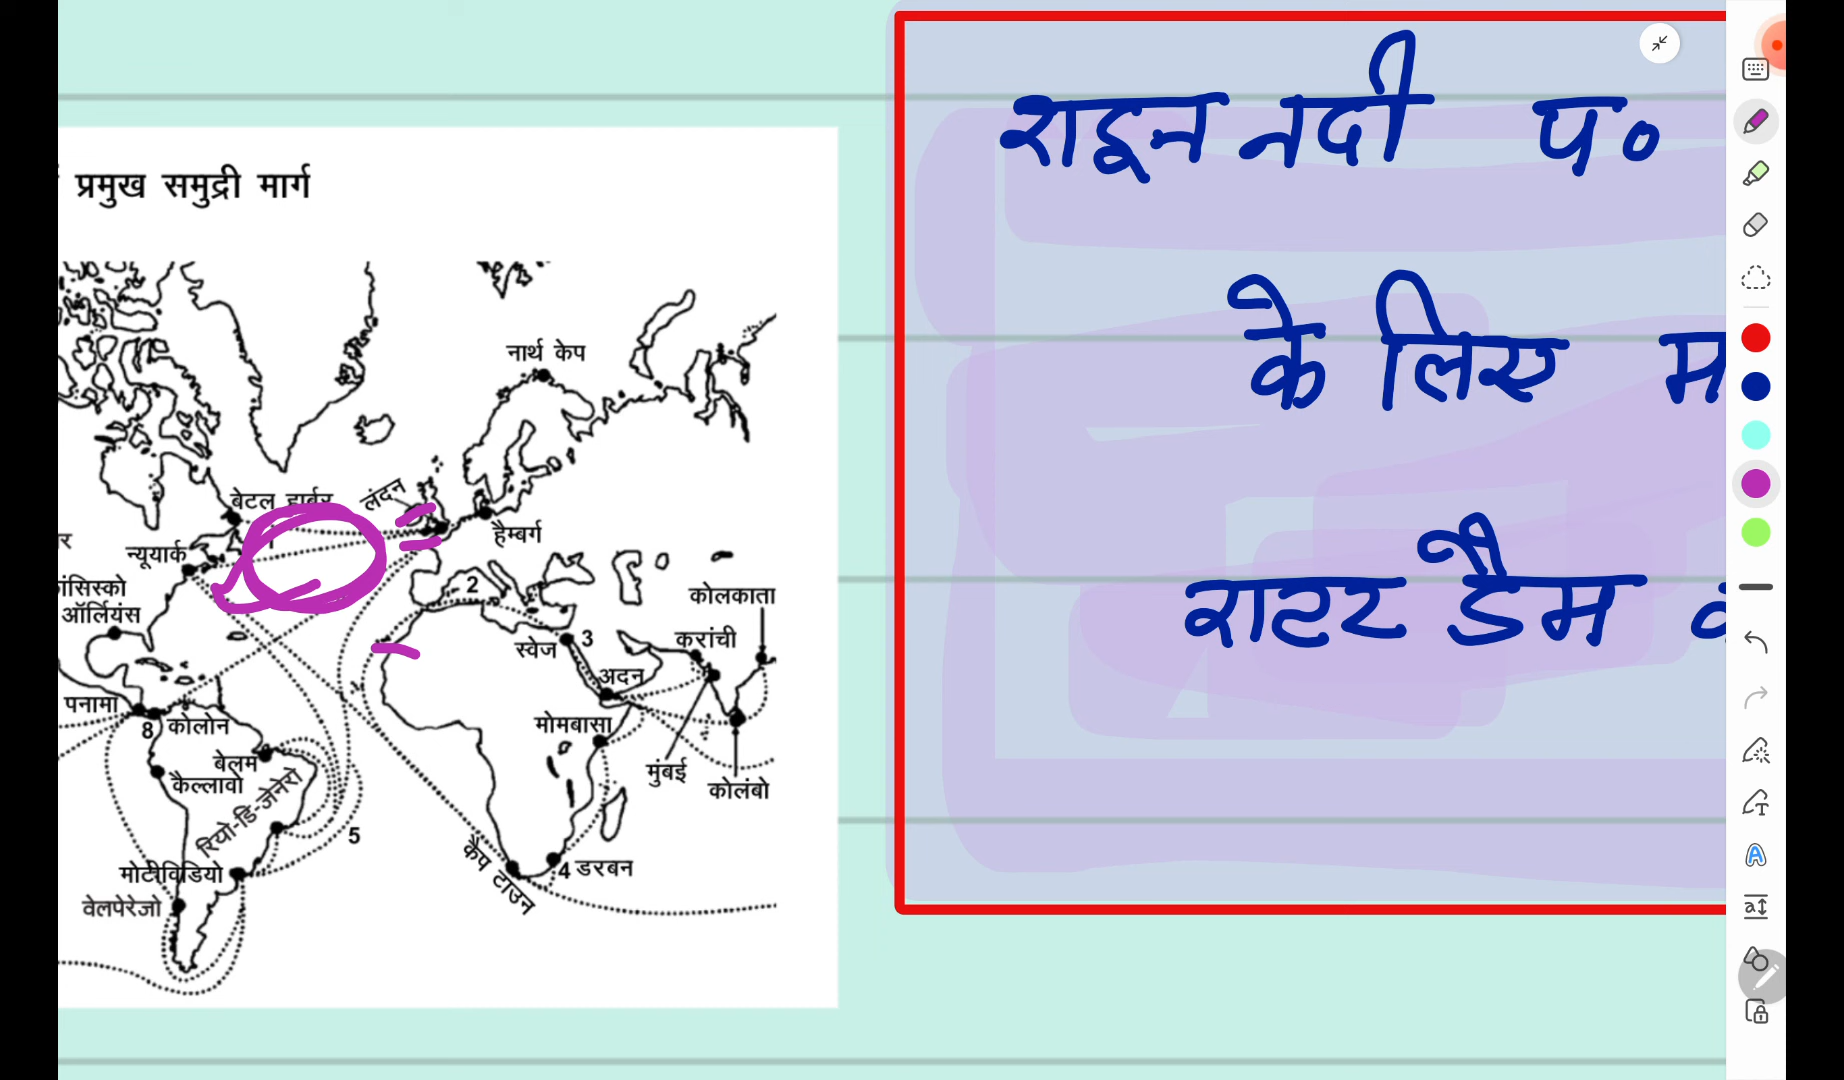 प्रमुख समुद्री मार्ग
नार्थ केप
बेटल हार्बर
लंदन
हैम्बर्ग
न्यूयार्क
ऑर्लियंस
2
कोलकाता
स्वेज
3
करांची
अदन
पनामा
8
कोलोन
मोमबासा
बेलम
कैल्लावो
मुंबई
कोलंबो
रियो-डि-जेनेरो
5
मोटीविडियो
कैप टाउन
4
डरबन
वेलपेरेजो
राइन नदी प०
के लिए
राटर डैम